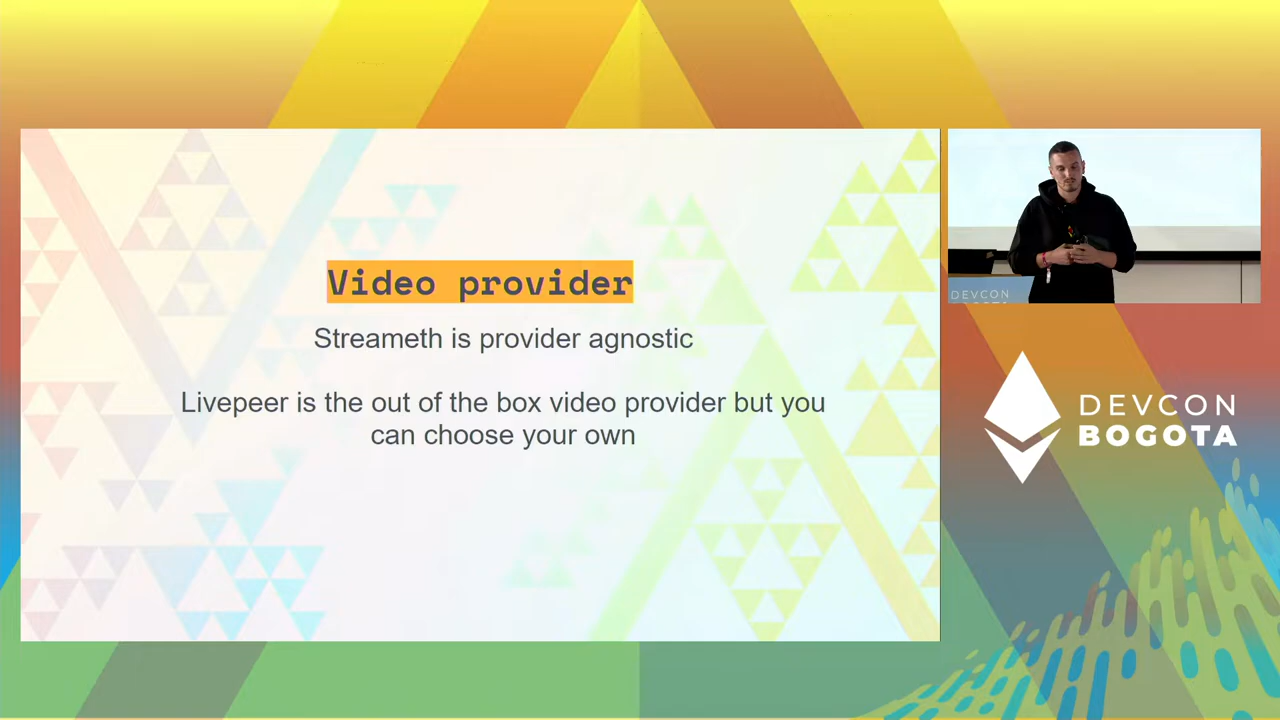 Video provider
Streameth is provider agnostic
Livepeer is the out of the box video provider but you
can choose your own
DEVCON
DEVCON
BOGOTA